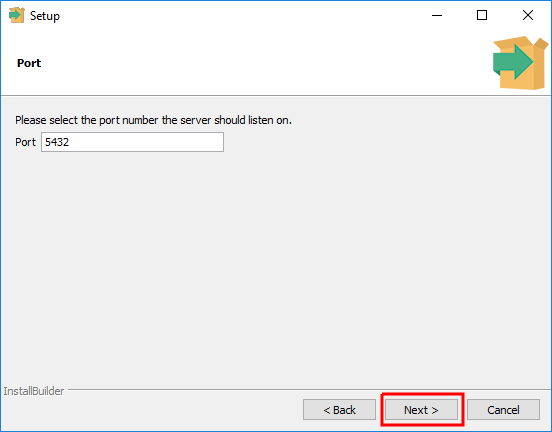 Setup
Port
Please select the port number the server should listen on.
Port 5432
InstallBuilder
< Back Next > Cancel